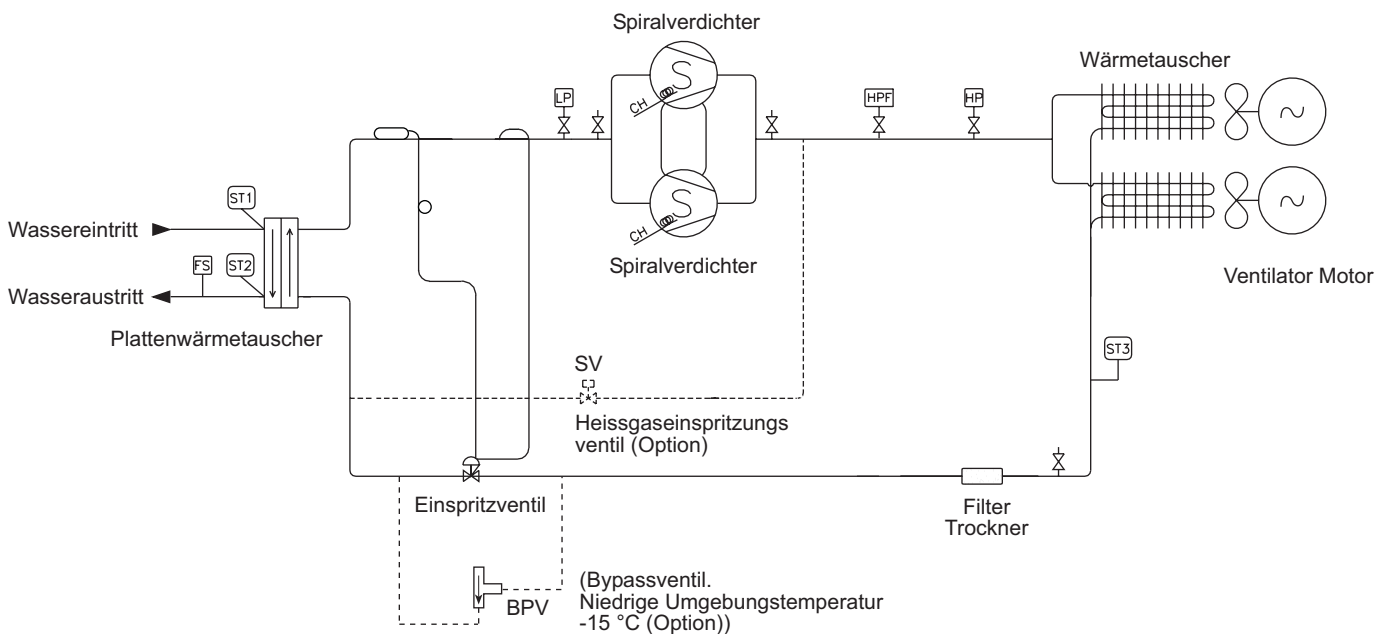 Spiralverdichter
Wärmetauscher
LP
HPF
HP
CH
S
~
ST1
Wassereintritt
~
S
CH
FS
ST2
Spiralverdichter
Ventilator Motor
Wasseraustritt
Plattenwärmetauscher
ST3
SV
Heissgaseinspritzungs
ventil (Option)
Einspritzventil
Filter
Trockner
BPV
(Bypassventil.
Niedrige Umgebungstemperatur
-15 °C (Option))